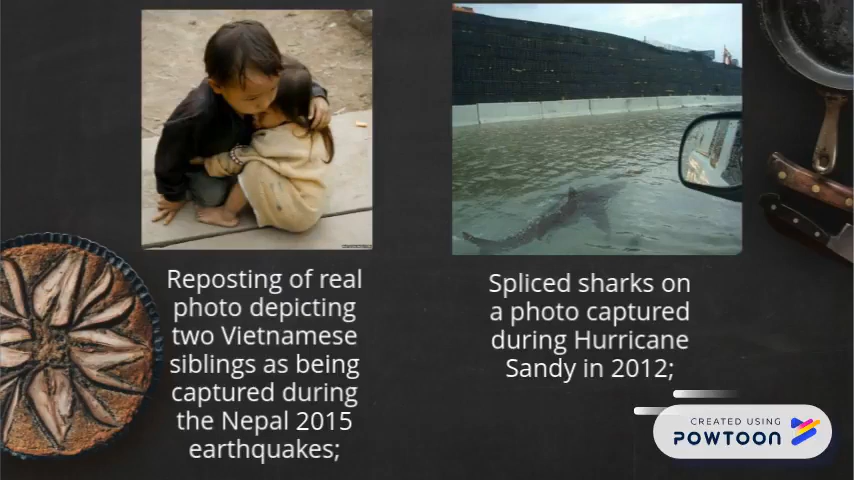 Reposting of real
photo depicting
two Vietnamese
siblings as being
captured during
the Nepal 2015
earthquakes;
Spliced sharks on
a photo captured
during Hurricane
Sandy in 2012;
CREATED USING
POWTOON